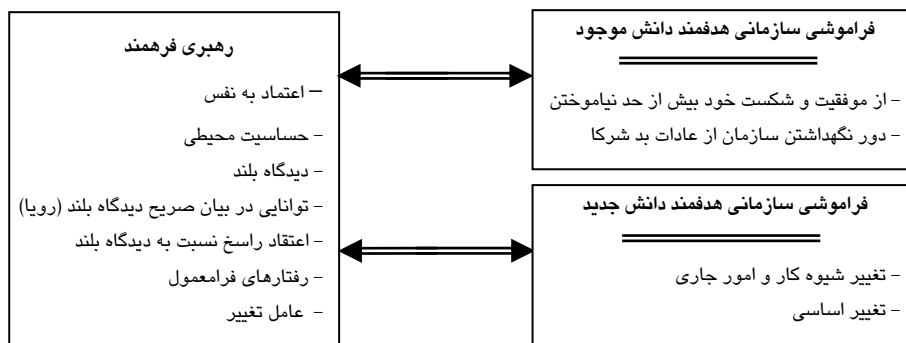 فراموشی سازمانی هدفمند دانش موجود
- از موفقیت و شکست خود بیش از حد نیاموختن
- دور نگهداشتن سازمان از عادات بد شرکا
فراموشی سازمانی هدفمند دانش جدید
- تغییر شیوه کار و امور جاری
- تغییر اساسی
رهبری فرهمند
– اعتماد به نفس
- حساسیت محیطی
- دیدگاه بلند
- توانایی در بیان صریح دیدگاه بلند (رویا)
- اعتقاد راسخ نسبت به دیدگاه بلند
- رفتارهای فرامعمول
- عامل تغییر